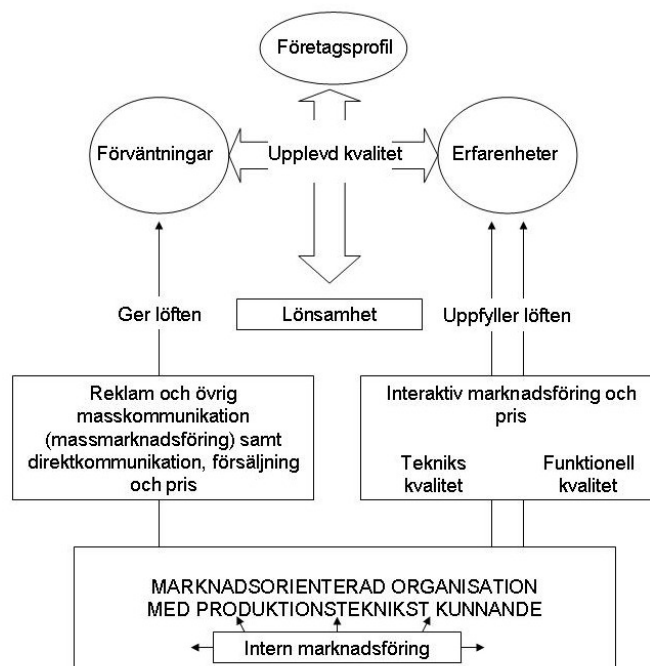 Företagsprofil
Förväntningar
Upplevd kvalitet
Erfarenheter
Ger löften
Lönsamhet
Uppfyller löften
Reklam och övrig
masskommunikation
(massmarknadsföring) samt
direktkommunikation, försäljning
och pris
Interaktiv marknadsföring och
pris
Tekniks
kvalitet
Funktionell
kvalitet
MARKNADSORIENTERAD ORGANISATION
MED PRODUKTIONSTEKNIKST KUNNANDE
Intern marknadsföring